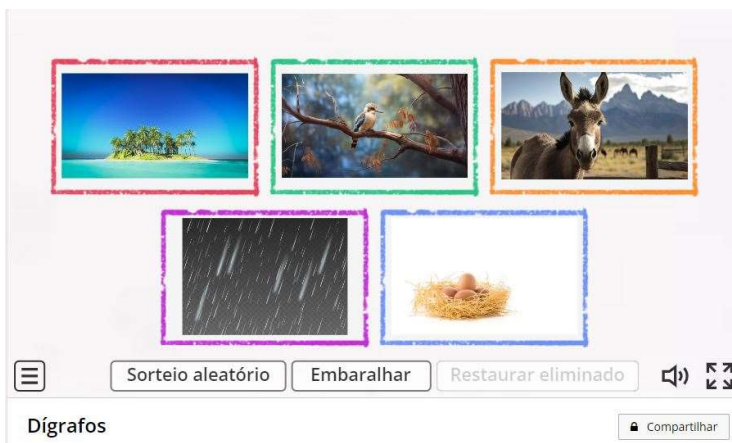 Sorteio aleatório
Embaralhar
Restaurar eliminado
Dígrafos
Compartilhar